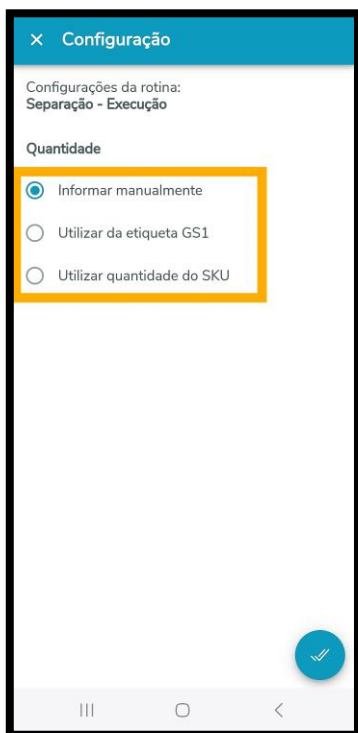 Configuração
Configurações da rotina:
Separação - Execução
Quantidade
Informar manualmente
Utilizar da etiqueta GS1
Utilizar quantidade do SKU